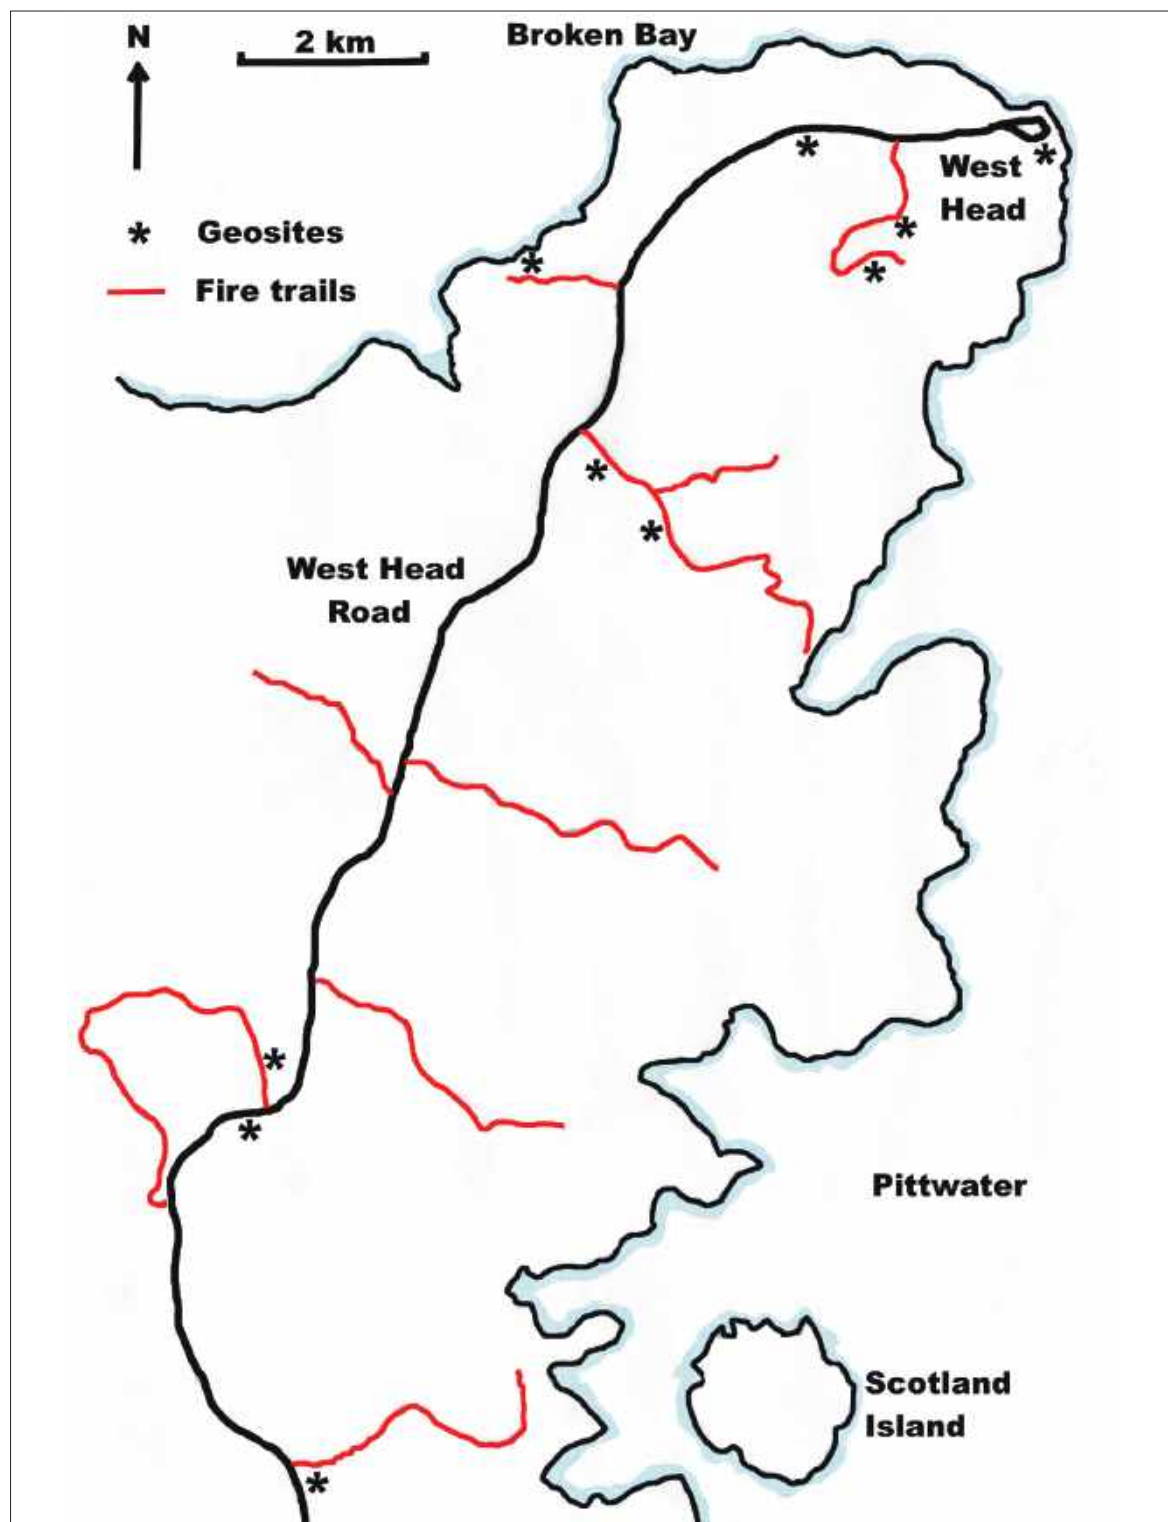 Broken Bay
N
2 km
West
Head
* Geosites
Fire trails
West Head
Road
Pittwater
Scotland
Island